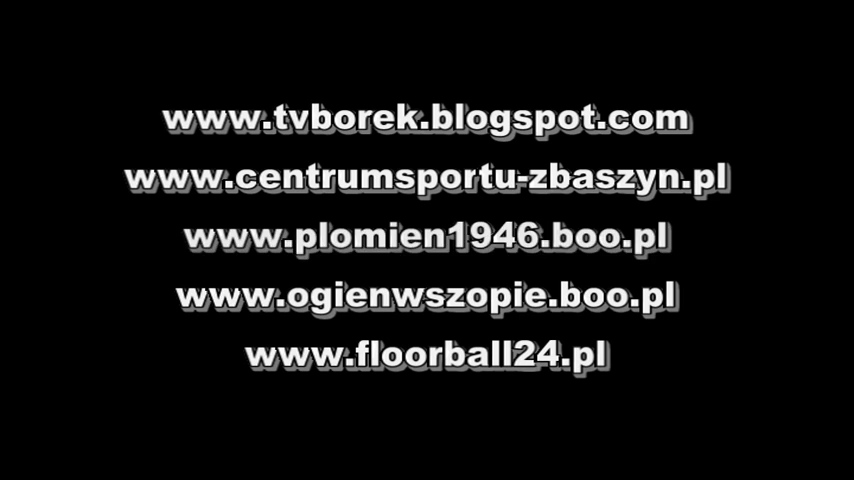 www.tvborek.blogspot.com
www.centrumsportu-zbaszyn.pl
www.plomien1946.boo.pl
www.ogienwszopie.boo.pl
www.floorball24.pl